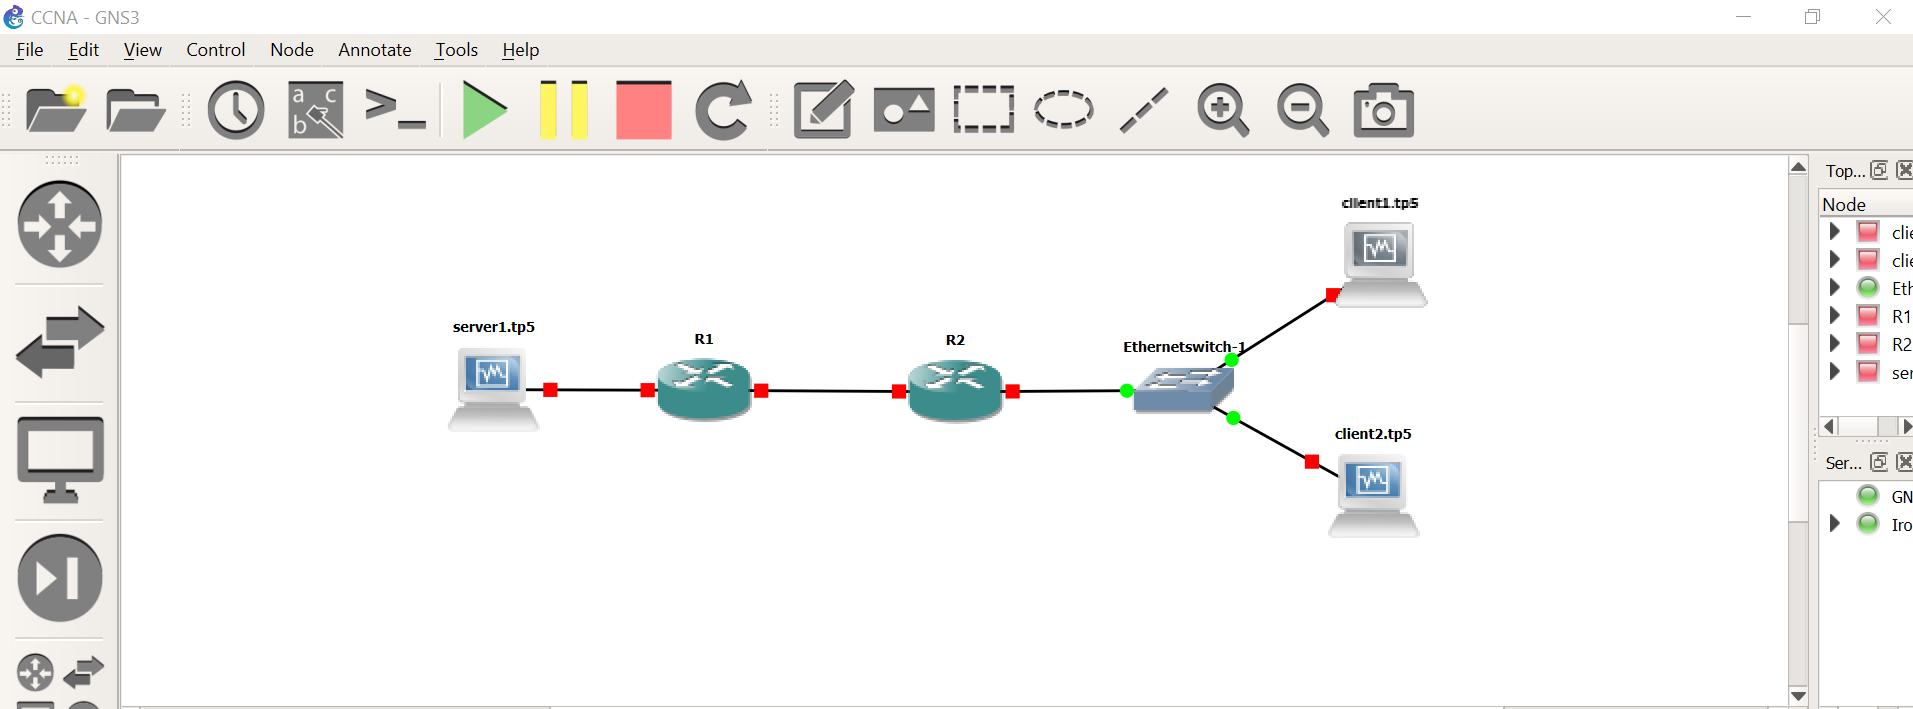 CCNA - GNS3
File Edit View Control Node Annotate Tools Help
a c
b
Top...
Node
clie
clie
Eth
R1
R2
ser
client1.tp5
server1.tp5
R1
R2
Ethernetswitch-1
client2.tp5
Ser...
GN
Iro